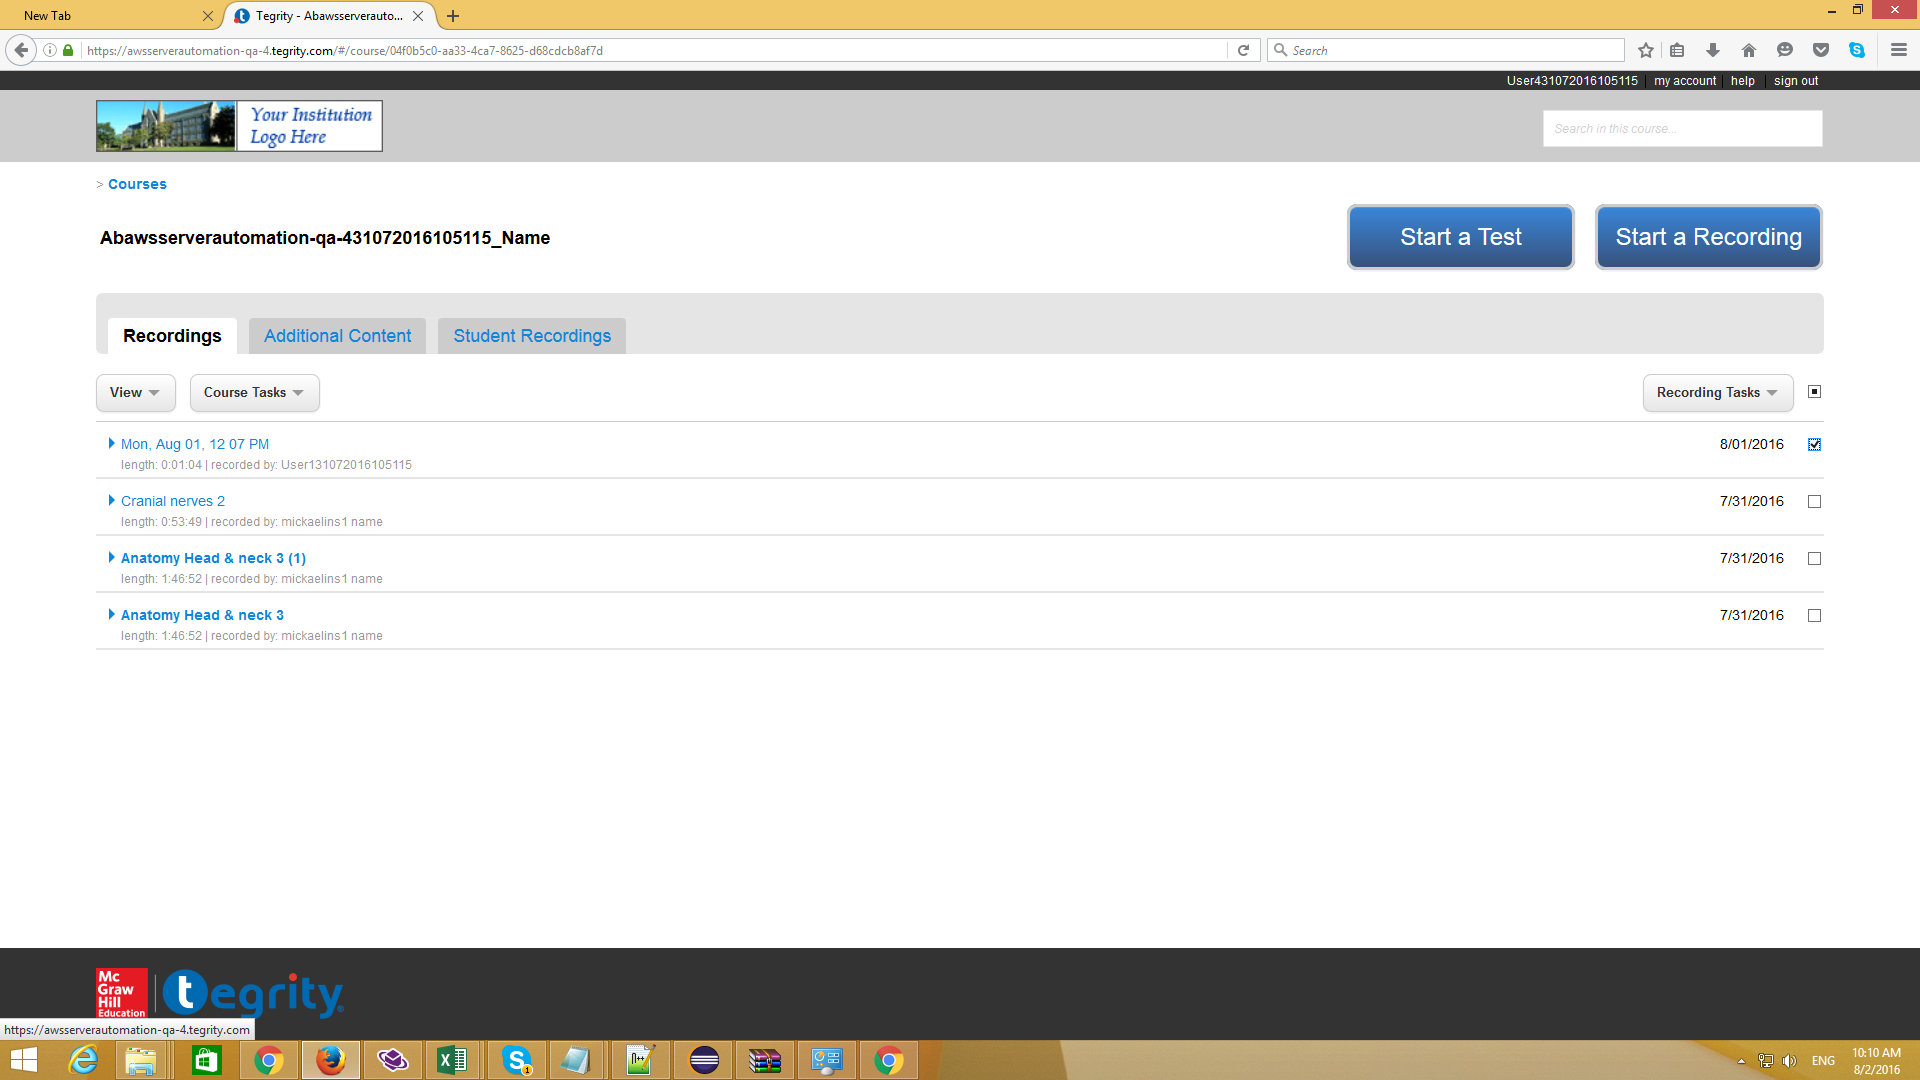 New Tab
Tegrity - Abawsserverauto...
https://awsserverautomation-qa-4.tegrity.com/#/course/04f0b5c0-aa33-4ca7-8625-d68cdcb8af7d
Search
User431072016105115 | my account | help | sign out
Your Institution
Logo Here
Search in this course...
> Courses
Abawsserverautomation-qa-431072016105115_Name
Start a Test
Start a Recording
Recordings
Additional Content
Student Recordings
View
Course Tasks
Recording Tasks
Mon, Aug 01, 12 07 PM
8/01/2016
length: 0:01:04 | recorded by: User131072016105115
Cranial nerves 2
7/31/2016
length: 0:53:49 | recorded by: mickaelins1 name
Anatomy Head & neck 3 (1)
7/31/2016
length: 1:46:52 | recorded by: mickaelins1 name
Anatomy Head & neck 3
7/31/2016
length: 1:46:52 | recorded by: mickaelins1 name
Mc
Graw
Hill
Education
tegrity
https://awsserverautomation-qa-4.tegrity.com
ENG
10:10 AM
8/2/2016